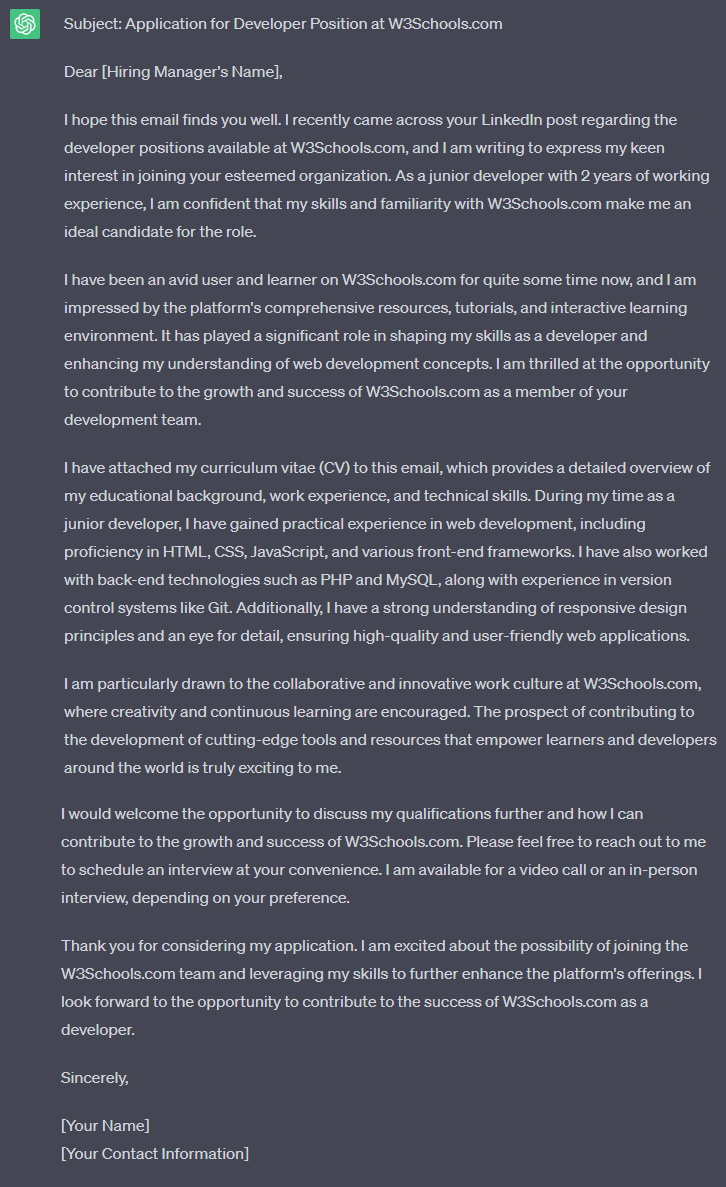 Subject: Application for Developer Position at W3Schools.com
Dear [Hiring Manager's Name],
I hope this email finds you well. I recently came across your LinkedIn post regarding the
developer positions available at W3Schools.com, and I am writing to express my keen
interest in joining your esteemed organization. As a junior developer with 2 years of working
experience, I am confident that my skills and familiarity with W3Schools.com make me an
ideal candidate for the role.
I have been an avid user and learner on W3Schools.com for quite some time now, and I am
impressed by the platform's comprehensive resources, tutorials, and interactive learning
environment. It has played a significant role in shaping my skills as a developer and
enhancing my understanding of web development concepts. I am thrilled at the opportunity
to contribute to the growth and success of W3Schools.com as a member of your
development team.
I have attached my curriculum vitae (CV) to this email, which provides a detailed overview of
my educational background, work experience, and technical skills. During my time as a
junior developer, I have gained practical experience in web development, including
proficiency in HTML, CSS, JavaScript, and various front-end frameworks. I have also worked
with back-end technologies such as PHP and MySQL, along with experience in version
control systems like Git. Additionally, I have a strong understanding of responsive design
principles and an eye for detail, ensuring high-quality and user-friendly web applications.
I am particularly drawn to the collaborative and innovative work culture at W3Schools.com,
where creativity and continuous learning are encouraged. The prospect of contributing to
the development of cutting-edge tools and resources that empower learners and developers
around the world is truly exciting to me.
I would welcome the opportunity to discuss my qualifications further and how I can
contribute to the growth and success of W3Schools.com. Please feel free to reach out to me
to schedule an interview at your convenience. I am available for a video call or an in-person
interview, depending on your preference.
Thank you for considering my application. I am excited about the possibility of joining the
W3Schools.com team and leveraging my skills to further enhance the platform's offerings. I
look forward to the opportunity to contribute to the success of W3Schools.com as a
developer.
Sincerely,
[Your Name]
[Your Contact Information]